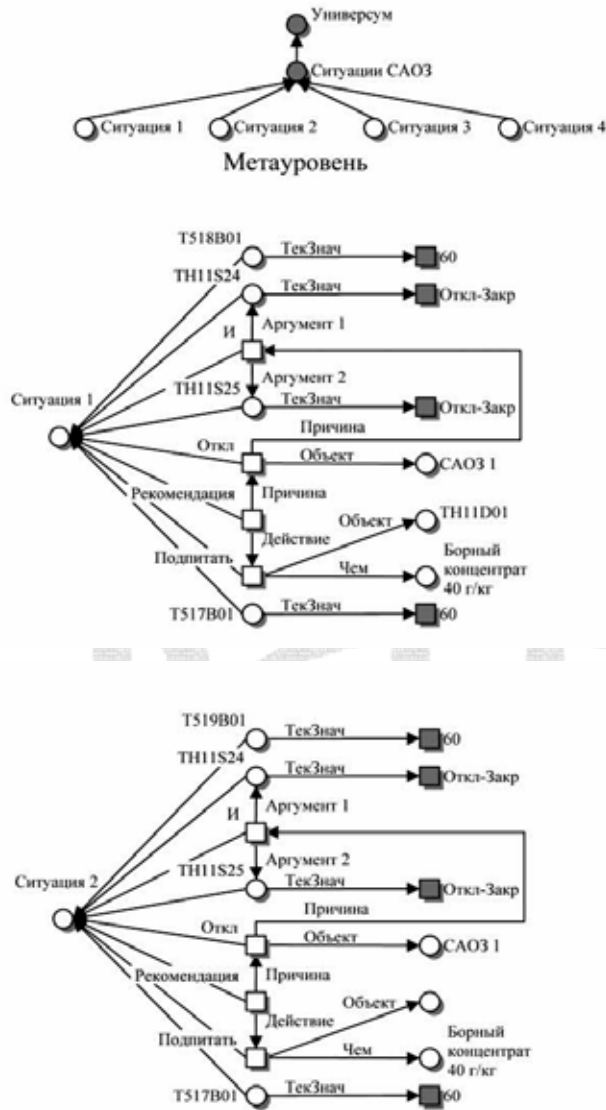 Универсум
Ситуации САОЗ
Ситуация 1
Ситуация 2
Ситуация 3
Ситуация 4
Метауровень
T518B01
ТекЗнач
60
TH11S24
ТекЗнач
Откл-Закр
И
Аргумент 1
Аргумент 2
TH11S25
ТекЗнач
Откл-Закр
Ситуация 1
Причина
Откл
Объект
САОЗ 1
Рекомендация
Причина
Объект
TH11D01
Действие
Подпитать
Чем
Борный
концентрат
40 г/кг
T517B01
ТекЗнач
60
T519B01
ТекЗнач
60
TH11S24
ТекЗнач
Откл-Закр
И
Аргумент 1
Аргумент 2
TH11S25
ТекЗнач
Откл-Закр
Ситуация 2
Причина
Откл
Объект
САОЗ 1
Рекомендация
Причина
Объект
Действие
Подпитать
Чем
Борный
концентрат
40 г/кг
T517B01
ТекЗнач
60